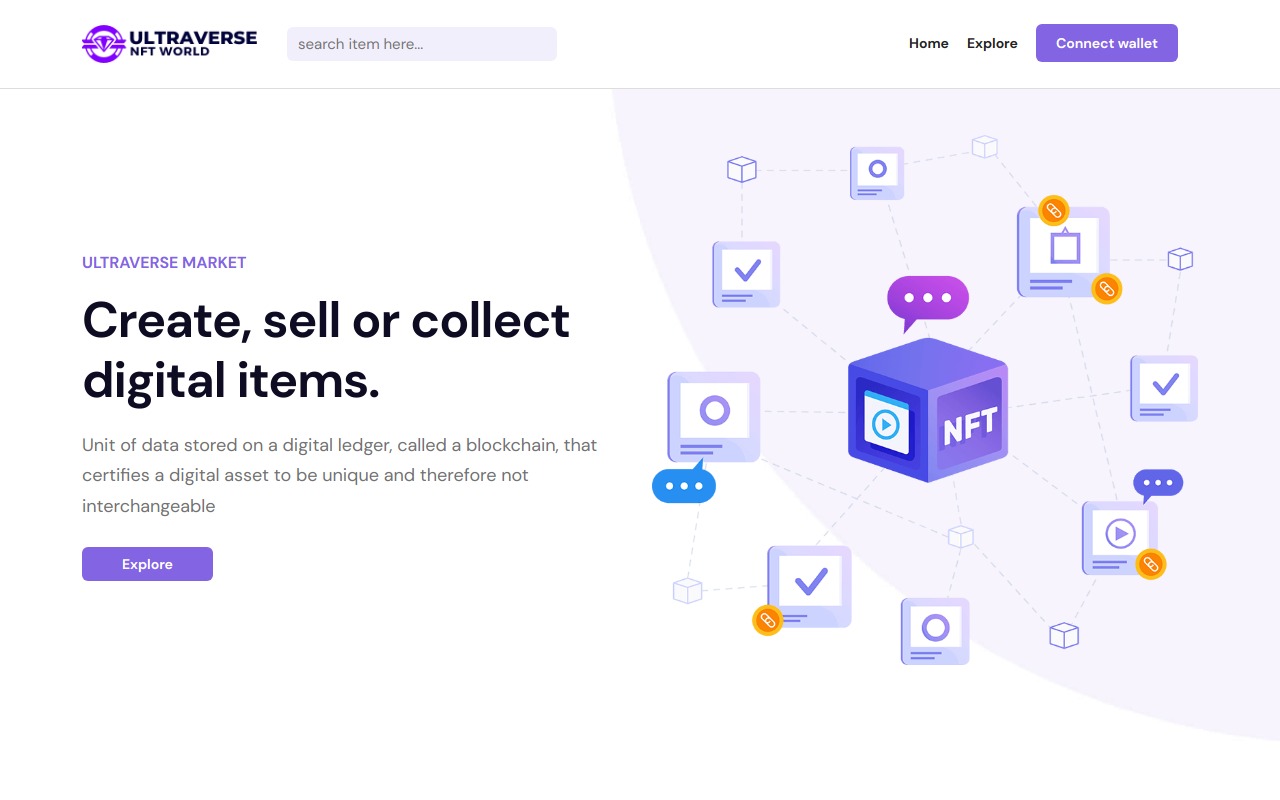 ULTRAVERSE
NFT WORLD
search item here...
Home
Explore
Connect wallet
ULTRAVERSE MARKET
Create, sell or collect
digital items.
Unit of data stored on a digital ledger, called a blockchain, that
certifies a digital asset to be unique and therefore not
interchangeable
Explore
NFT